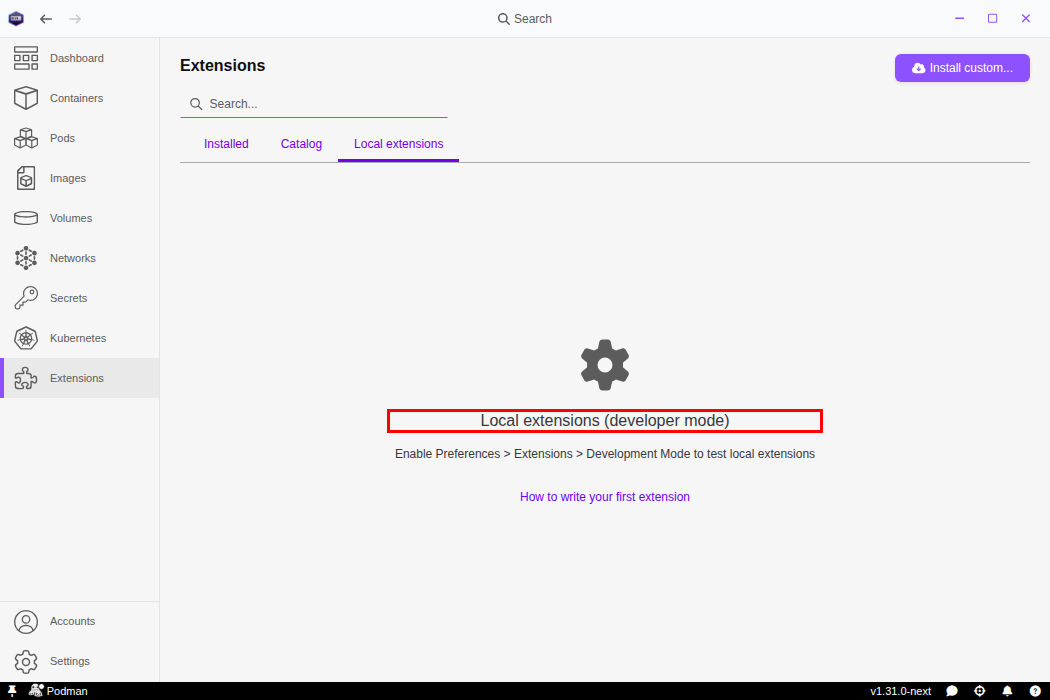 Search
Dashboard
Containers
Pods
Images
Volumes
Networks
Secrets
Kubernetes
Extensions
Accounts
Settings
Extensions
Install custom...
Search...
Installed Catalog Local extensions
Local extensions (developer mode)
Enable Preferences > Extensions > Development Mode to test local extensions
How to write your first extension
Podman v1.31.0-next